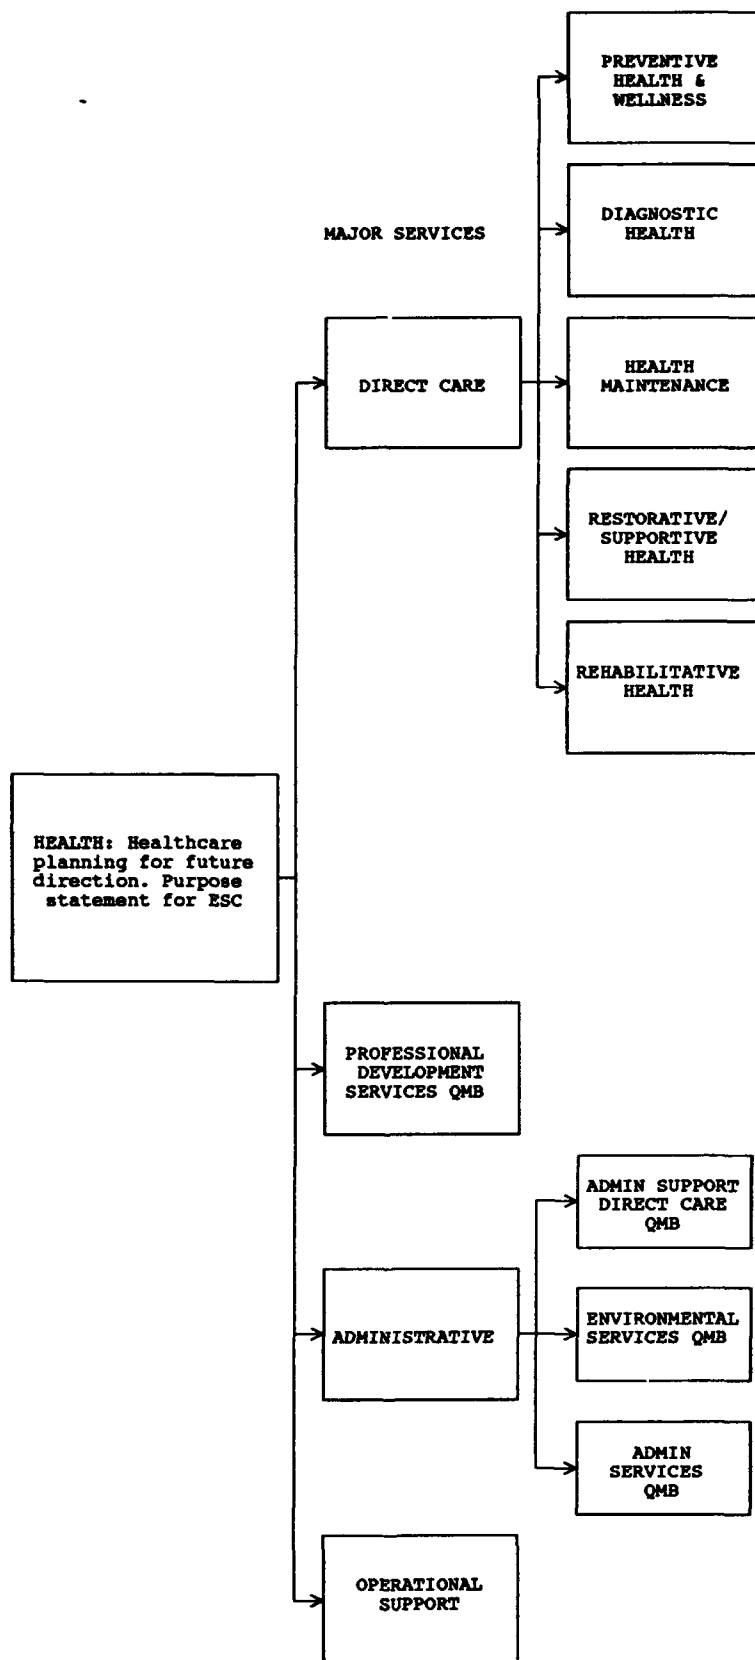 PREVENTIVE
HEALTH &
WELLNESS
DIAGNOSTIC
HEALTH
MAJOR SERVICES
DIRECT CARE
HEALTH
MAINTENANCE
RESTORATIVE/
SUPPORTIVE
HEALTH
REHABILITATIVE
HEALTH
HEALTH: Healthcare
planning for future
direction. Purpose
statement for ESC
PROFESSIONAL
DEVELOPMENT
SERVICES QMB
ADMIN SUPPORT
DIRECT CARE
QMB
ADMINISTRATIVE
ENVIRONMENTAL
SERVICES QMB
ADMIN
SERVICES
QMB
OPERATIONAL
SUPPORT